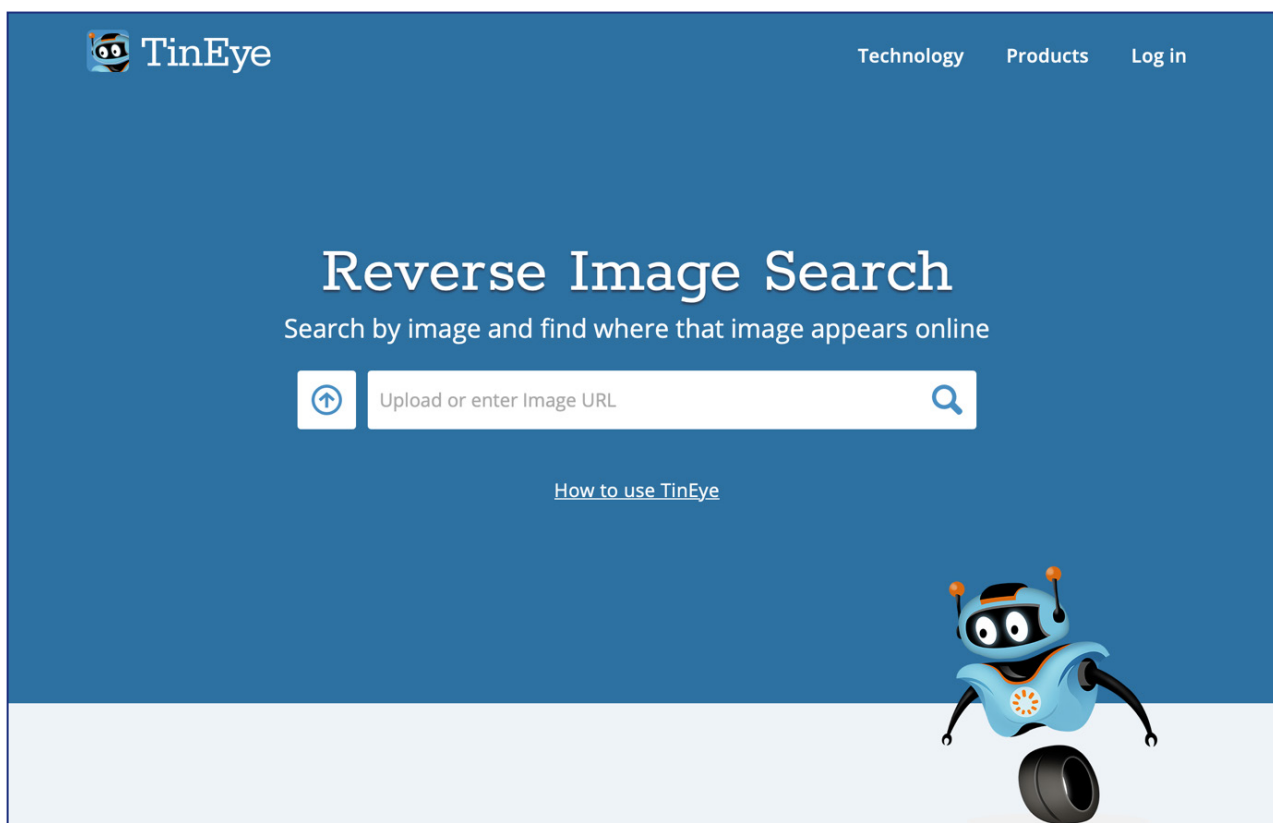 TinEye
Technology Products Log in
Reverse Image Search
Search by image and find where that image appears online
Upload or enter Image URL
How to use TinEye